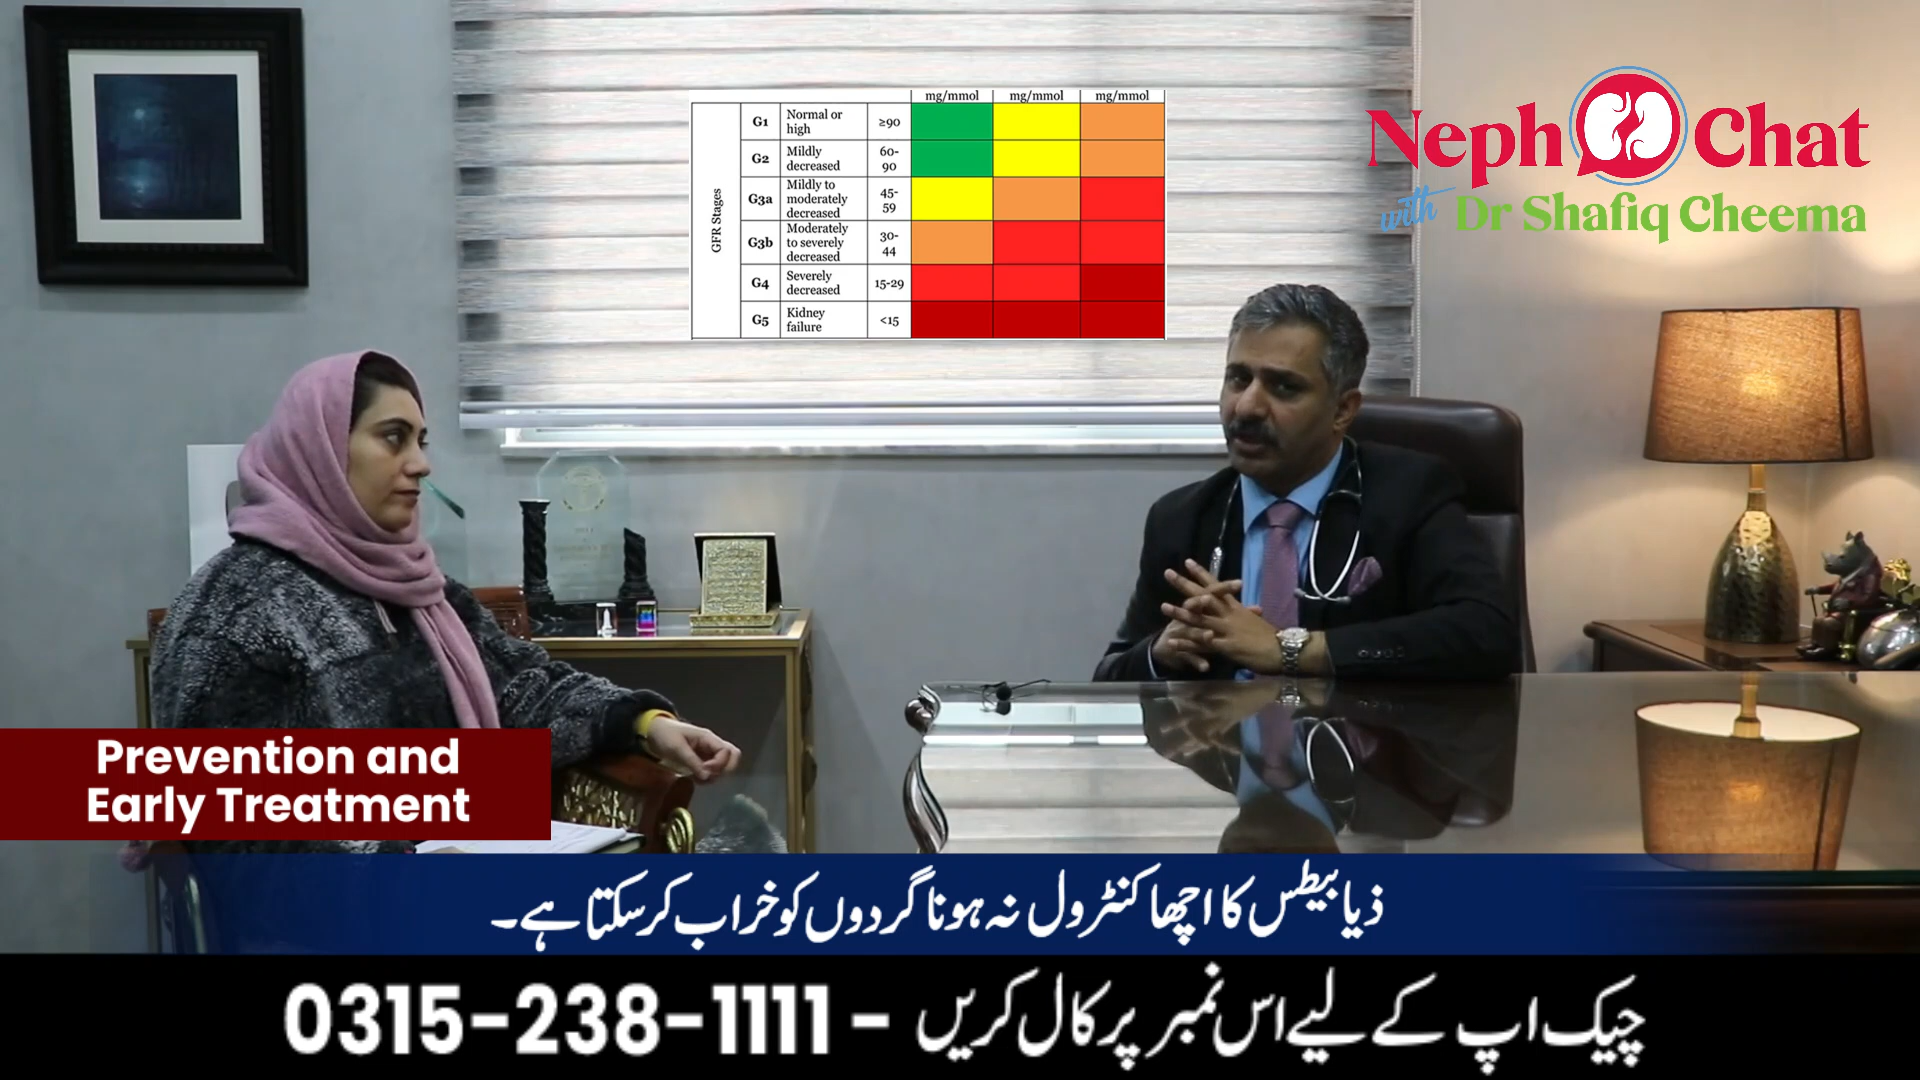 Neph Chat
with Dr Shafiq Cheema
mg/mmol mg/mmol mg/mmol
GFR Stages
G1 Normal or high ≥90
G2 Mildly decreased 60-90
G3a Mildly to moderately decreased 45-59
G3b Moderately to severely decreased 30-44
G4 Severely decreased 15-29
G5 Kidney failure <15
Prevention and
Early Treatment
ذیابیطس کا اچھا کنٹرول نہ ہونا گردوں کو خراب کر سکتا ہے۔
چیک اپ کے لیے اس نمبر پر کال کریں - 0315-238-1111